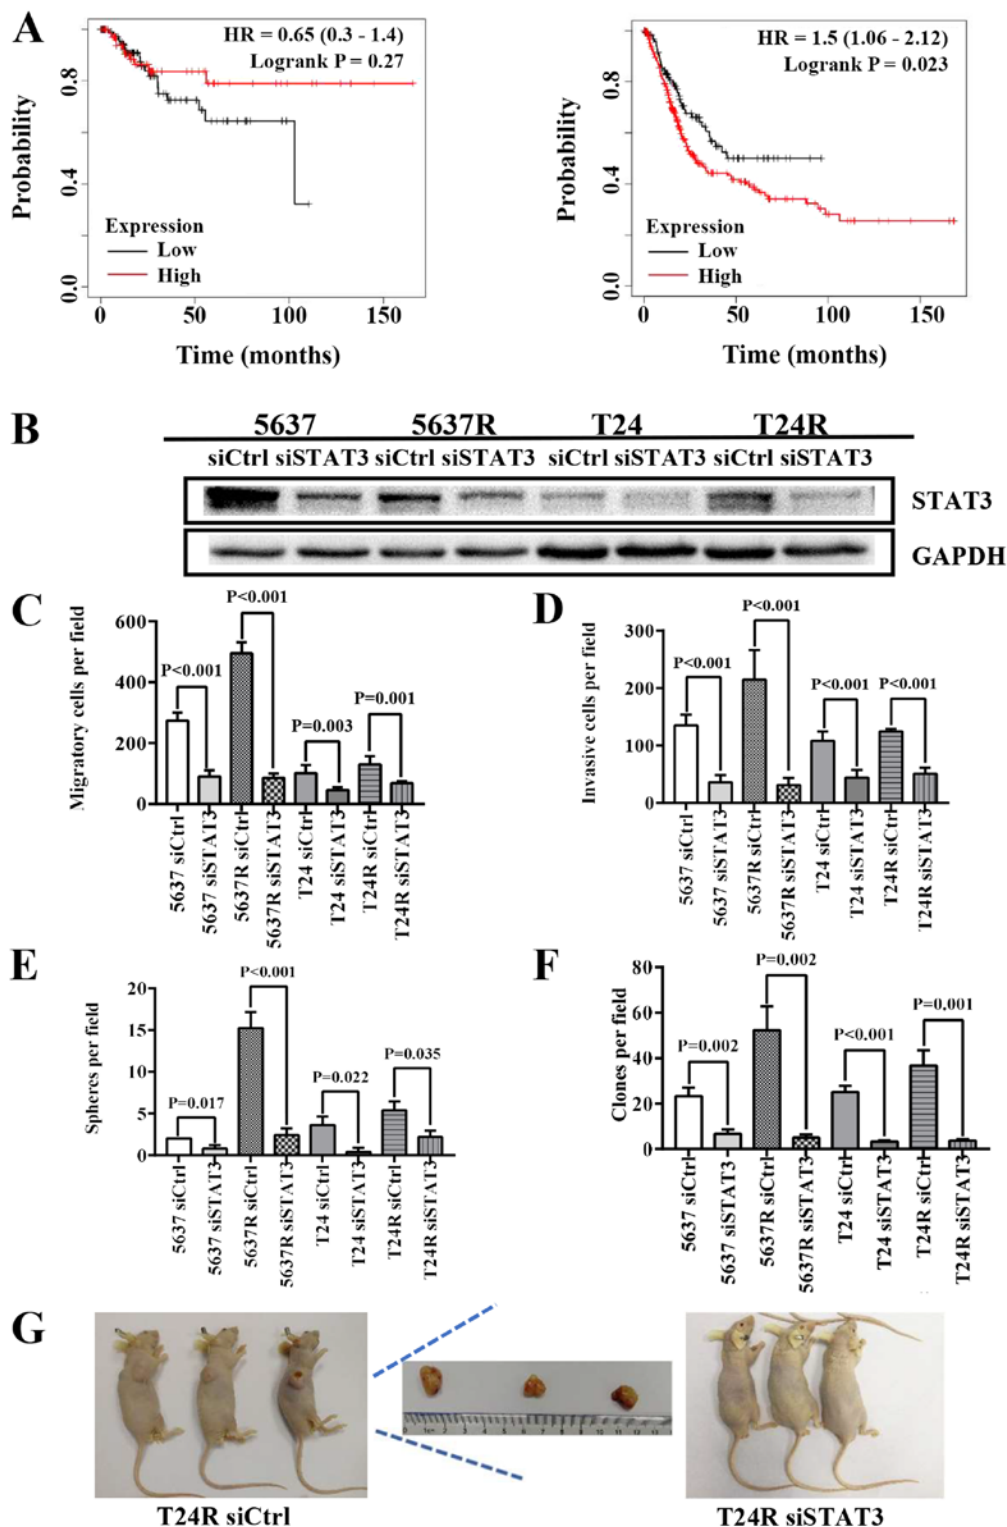 A
HR = 0.65 (0.3 - 1.4)
Logrank P = 0.27
Probability
0.8
0.4
0.0
Expression
Low
High
0 50 100 150
Time (months)
HR = 1.5 (1.06 - 2.12)
Logrank P = 0.023
Probability
0.8
0.4
0.0
Expression
Low
High
0 50 100 150
Time (months)
B
5637 5637R T24 T24R
siCtrl siSTAT3 siCtrl siSTAT3 siCtrl siSTAT3 siCtrl siSTAT3
STAT3
GAPDH
C
Migratory cells per field
600
400
200
0
P<0.001
P<0.001
P=0.003
P=0.001
5637 siCtrl
5637 siSTAT3
5637R siCtrl
5637R siSTAT3
T24 siCtrl
T24 siSTAT3
T24R siCtrl
T24R siSTAT3
D
Invasive cells per field
300
200
100
0
P<0.001
P<0.001
P<0.001
P<0.001
5637 siCtrl
5637 siSTAT3
5637R siCtrl
5637R siSTAT3
T24 siCtrl
T24 siSTAT3
T24R siCtrl
T24R siSTAT3
E
Spheres per field
20
15
10
5
0
P=0.017
P<0.001
P=0.022
P=0.035
5637 siCtrl
5637 siSTAT3
5637R siCtrl
5637R siSTAT3
T24 siCtrl
T24 siSTAT3
T24R siCtrl
T24R siSTAT3
F
Clones per field
80
60
40
20
0
P=0.002
P=0.002
P<0.001
P=0.001
5637 siCtrl
5637 siSTAT3
5637R siCtrl
5637R siSTAT3
T24 siCtrl
T24 siSTAT3
T24R siCtrl
T24R siSTAT3
G
T24R siCtrl
T24R siSTAT3